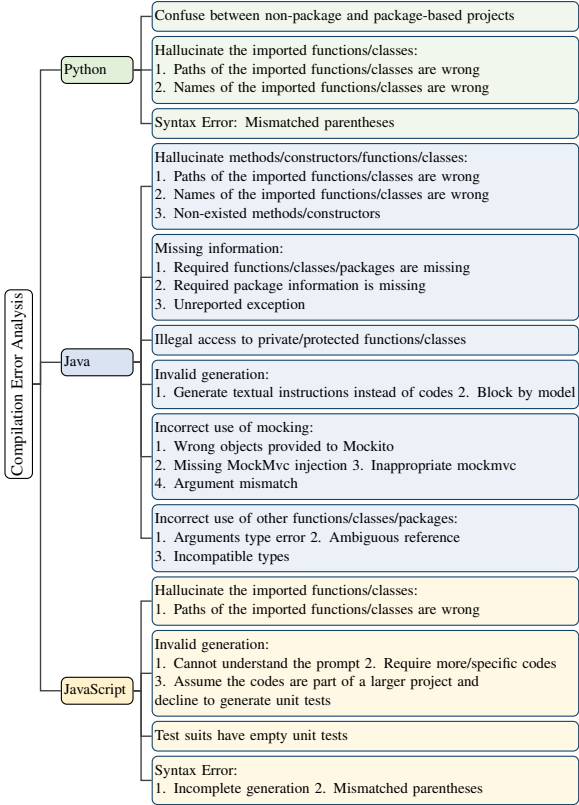 Compilation Error Analysis
Python
Confuse between non-package and package-based projects
Hallucinate the imported functions/classes:
1. Paths of the imported functions/classes are wrong
2. Names of the imported functions/classes are wrong
Syntax Error: Mismatched parentheses
Java
Hallucinate methods/constructors/functions/classes:
1. Paths of the imported functions/classes are wrong
2. Names of the imported functions/classes are wrong
3. Non-existed methods/constructors
Missing information:
1. Required functions/classes/packages are missing
2. Required package information is missing
3. Unreported exception
Illegal access to private/protected functions/classes
Invalid generation:
1. Generate textual instructions instead of codes 2. Block by model
Incorrect use of mocking:
1. Wrong objects provided to Mockito
2. Missing MockMvc injection 3. Inappropriate mockmvc
4. Argument mismatch
Incorrect use of other functions/classes/packages:
1. Arguments type error 2. Ambiguous reference
3. Incompatible types
JavaScript
Hallucinate the imported functions/classes:
1. Paths of the imported functions/classes are wrong
Invalid generation:
1. Cannot understand the prompt 2. Require more/specific codes
3. Assume the codes are part of a larger project and
decline to generate unit tests
Test suits have empty unit tests
Syntax Error:
1. Incomplete generation 2. Mismatched parentheses